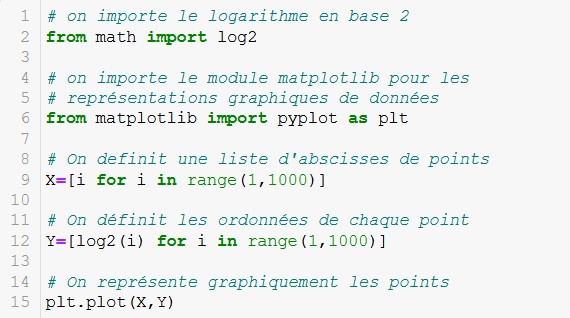 1 # on importe le logarithme en base 2
2 from math import log2
3
4 # on importe le module matplotlib pour les
5 # représentations graphiques de données
6 from matplotlib import pyplot as plt
7
8 # On definit une liste d'abscisses de points
9 X=[i for i in range(1,1000)]
10
11 # On définit les ordonnées de chaque point
12 Y=[log2(i) for i in range(1,1000)]
13
14 # On représente graphiquement les points
15 plt.plot(X,Y)